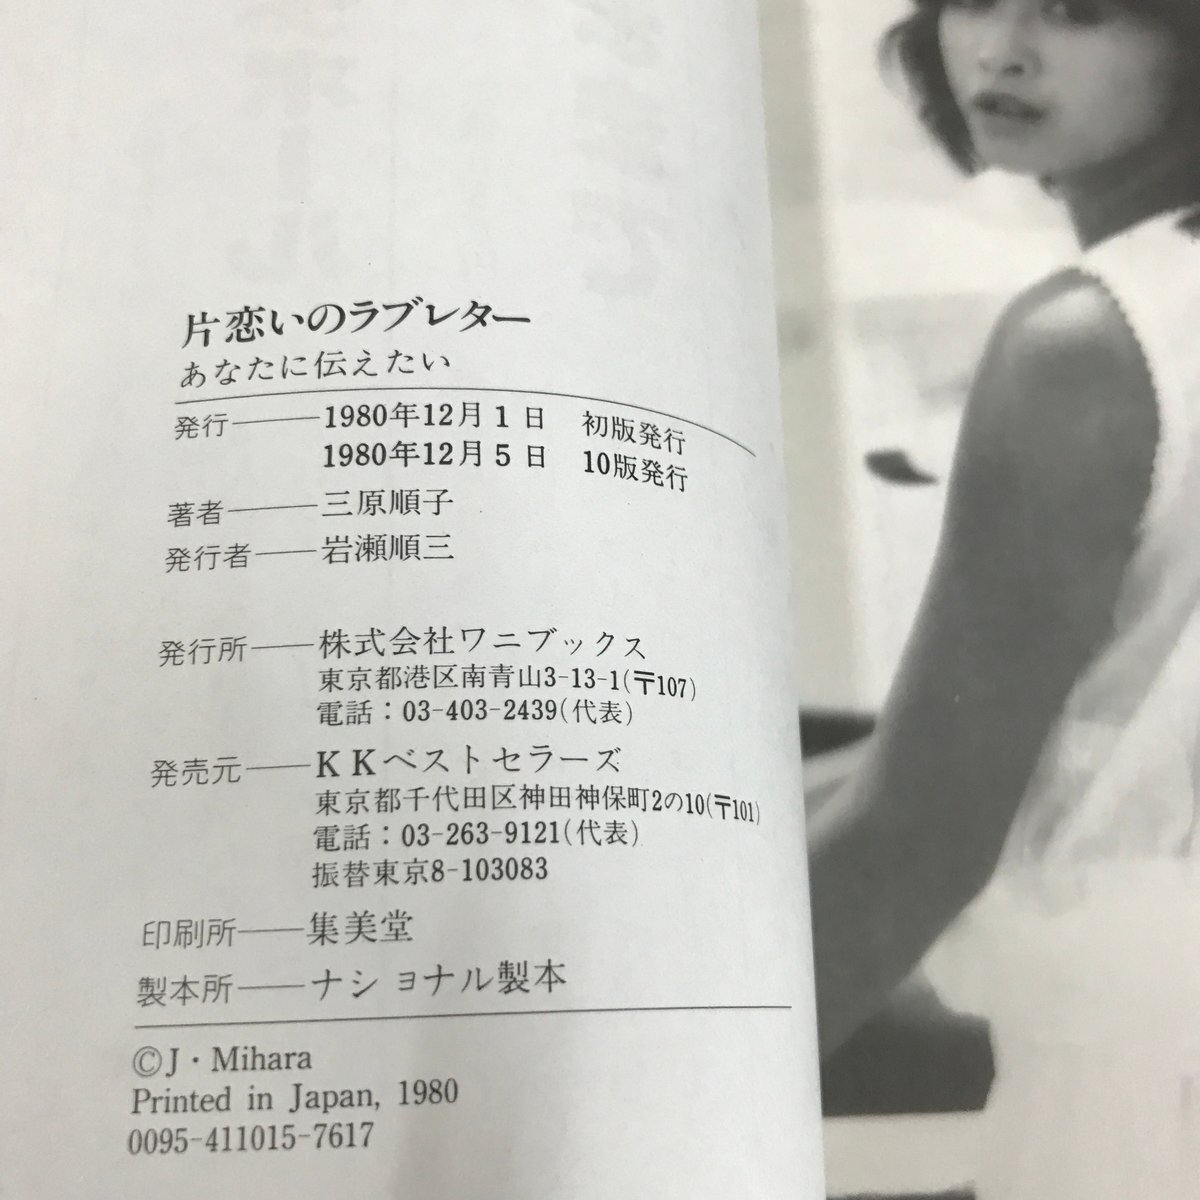 片恋いのラブレター
あなたに伝えたい
発行――1980年12月1日 初版発行
1980年12月5日 10版発行
著者――三原順子
発行者――岩瀬順三
発行所――株式会社ワニブックス
東京都港区南青山3-13-1(〒107)
電話：03-403-2439(代表)
発売元――KKベストセラーズ
東京都千代田区神田神保町2の10(〒101)
電話：03-263-9121(代表)
振替東京8-103083
印刷所――集美堂
製本所――ナショナル製本
©J・Mihara
Printed in Japan, 1980
0095-411015-7617